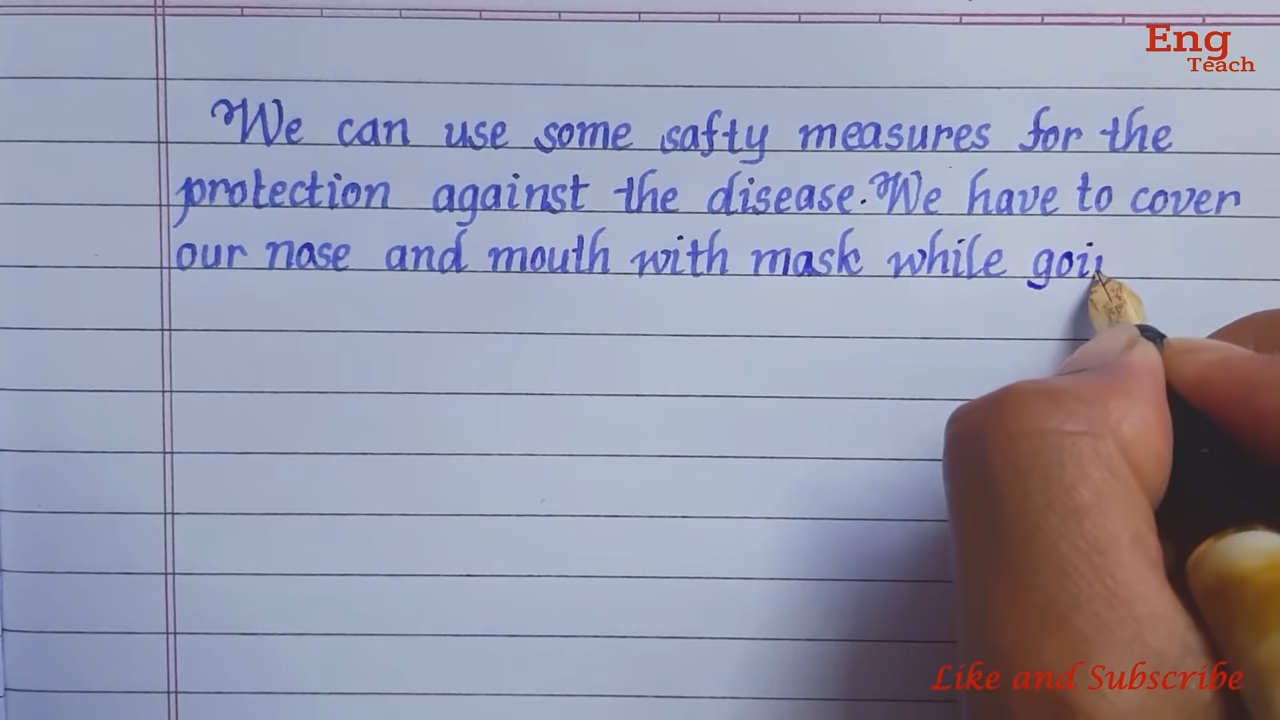 Eng
Teach
We can use some safty measures for the
protection against the disease. We have to cover
our nose and mouth with mask while goi
Like and Subscribe